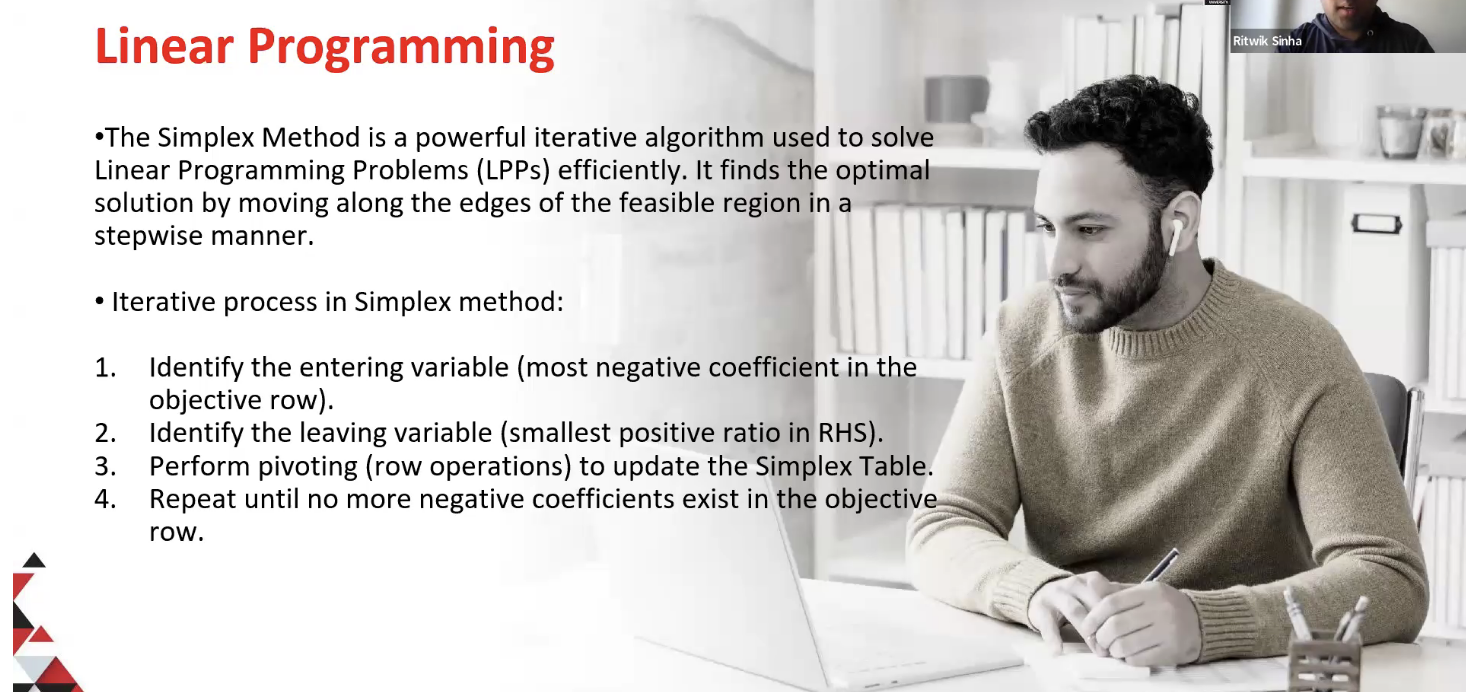 Linear Programming
Ritwik Sinha
•The Simplex Method is a powerful iterative algorithm used to solve
Linear Programming Problems (LPPs) efficiently. It finds the optimal
solution by moving along the edges of the feasible region in a
stepwise manner.
• Iterative process in Simplex method:
1. Identify the entering variable (most negative coefficient in the
objective row).
2. Identify the leaving variable (smallest positive ratio in RHS).
3. Perform pivoting (row operations) to update the Simplex Table.
4. Repeat until no more negative coefficients exist in the objective
row.